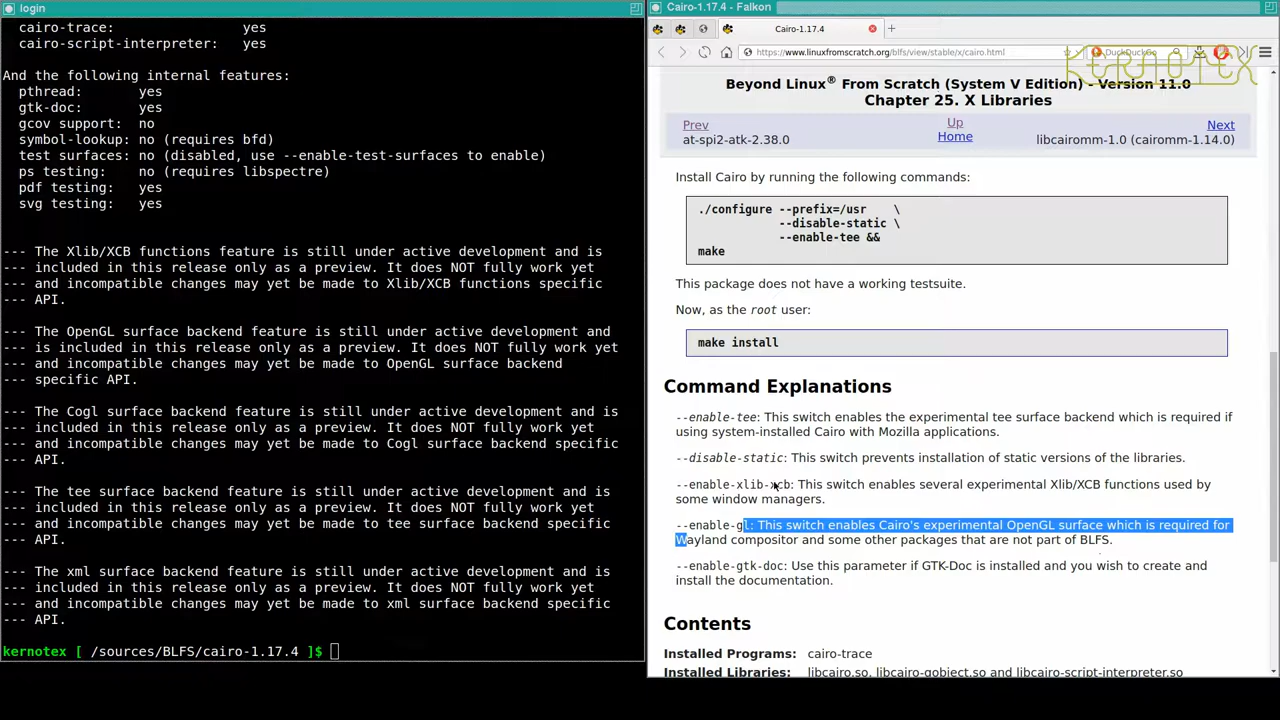 login
cairo-trace: yes
cairo-script-interpreter: yes
And the following internal features:
pthread: yes
gtk-doc: yes
gcov support: no
symbol-lookup: no (requires bfd)
test surfaces: no (disabled, use --enable-test-surfaces to enable)
ps testing: no (requires libspectre)
pdf testing: yes
svg testing: yes
--- The Xlib/XCB functions feature is still under active development and is
--- included in this release only as a preview. It does NOT fully work yet
--- and incompatible changes may yet be made to Xlib/XCB functions specific
--- API.
--- The OpenGL surface backend feature is still under active development and
--- is included in this release only as a preview. It does NOT fully work yet
--- and incompatible changes may yet be made to OpenGL surface backend
--- specific API.
--- The Cogl surface backend feature is still under active development and is
--- included in this release only as a preview. It does NOT fully work yet
--- and incompatible changes may yet be made to Cogl surface backend specific
--- API.
--- The tee surface backend feature is still under active development and is
--- included in this release only as a preview. It does NOT fully work yet
--- and incompatible changes may yet be made to tee surface backend specific
--- API.
--- The xml surface backend feature is still under active development and is
--- included in this release only as a preview. It does NOT fully work yet
--- and incompatible changes may yet be made to xml surface backend specific
--- API.
kernotex [ /sources/BLFS/cairo-1.17.4 ]$
Cairo-1.17.4 - Falkon
Cairo-1.17.4
https://www.linuxfromscratch.org/blfs/view/stable/x/cairo.html
DuckDuckGo
KERNOTEX
Beyond Linux® From Scratch (System V Edition) - Version 11.0
Chapter 25. X Libraries
Prev Up Next
at-spi2-atk-2.38.0 Home libcairomm-1.0 (cairomm-1.14.0)
Install Cairo by running the following commands:
./configure --prefix=/usr \
--disable-static \
--enable-tee &&
make
This package does not have a working testsuite.
Now, as the root user:
make install
Command Explanations
--enable-tee: This switch enables the experimental tee surface backend which is required if
using system-installed Cairo with Mozilla applications.
--disable-static: This switch prevents installation of static versions of the libraries.
--enable-xlib-xcb: This switch enables several experimental Xlib/XCB functions used by
some window managers.
--enable-gl: This switch enables Cairo's experimental OpenGL surface which is required for
Wayland compositor and some other packages that are not part of BLFS.
--enable-gtk-doc: Use this parameter if GTK-Doc is installed and you wish to create and
install the documentation.
Contents
Installed Programs: cairo-trace
Installed Libraries: libcairo.so, libcairo-gobject.so and libcairo-script-interpreter.so